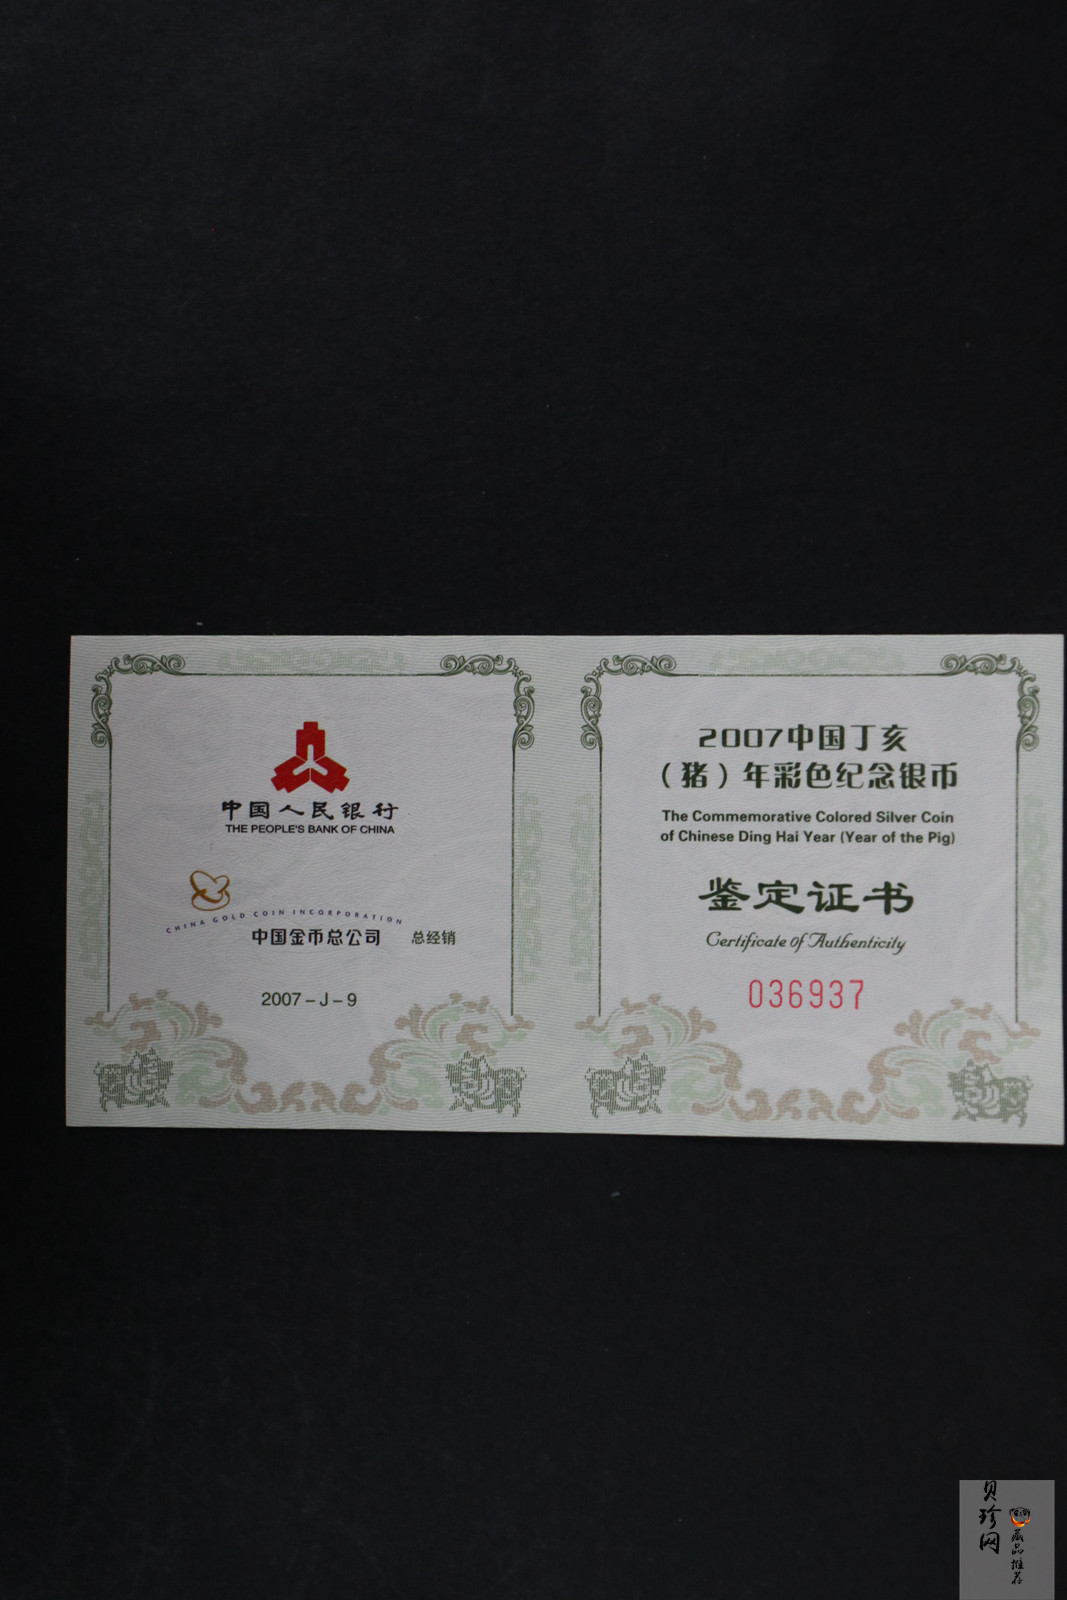 中国人民银行
THE PEOPLE'S BANK OF CHINA
CHINA GOLD COIN INCORPORATION
中国金币总公司 总经销
2007-J-9
2007中国丁亥
（猪）年彩色纪念银币
The Commemorative Colored Silver Coin
of Chinese Ding Hai Year (Year of the Pig)
鉴定证书
Certificate of Authenticity
036937
贝珍网
藏品推荐